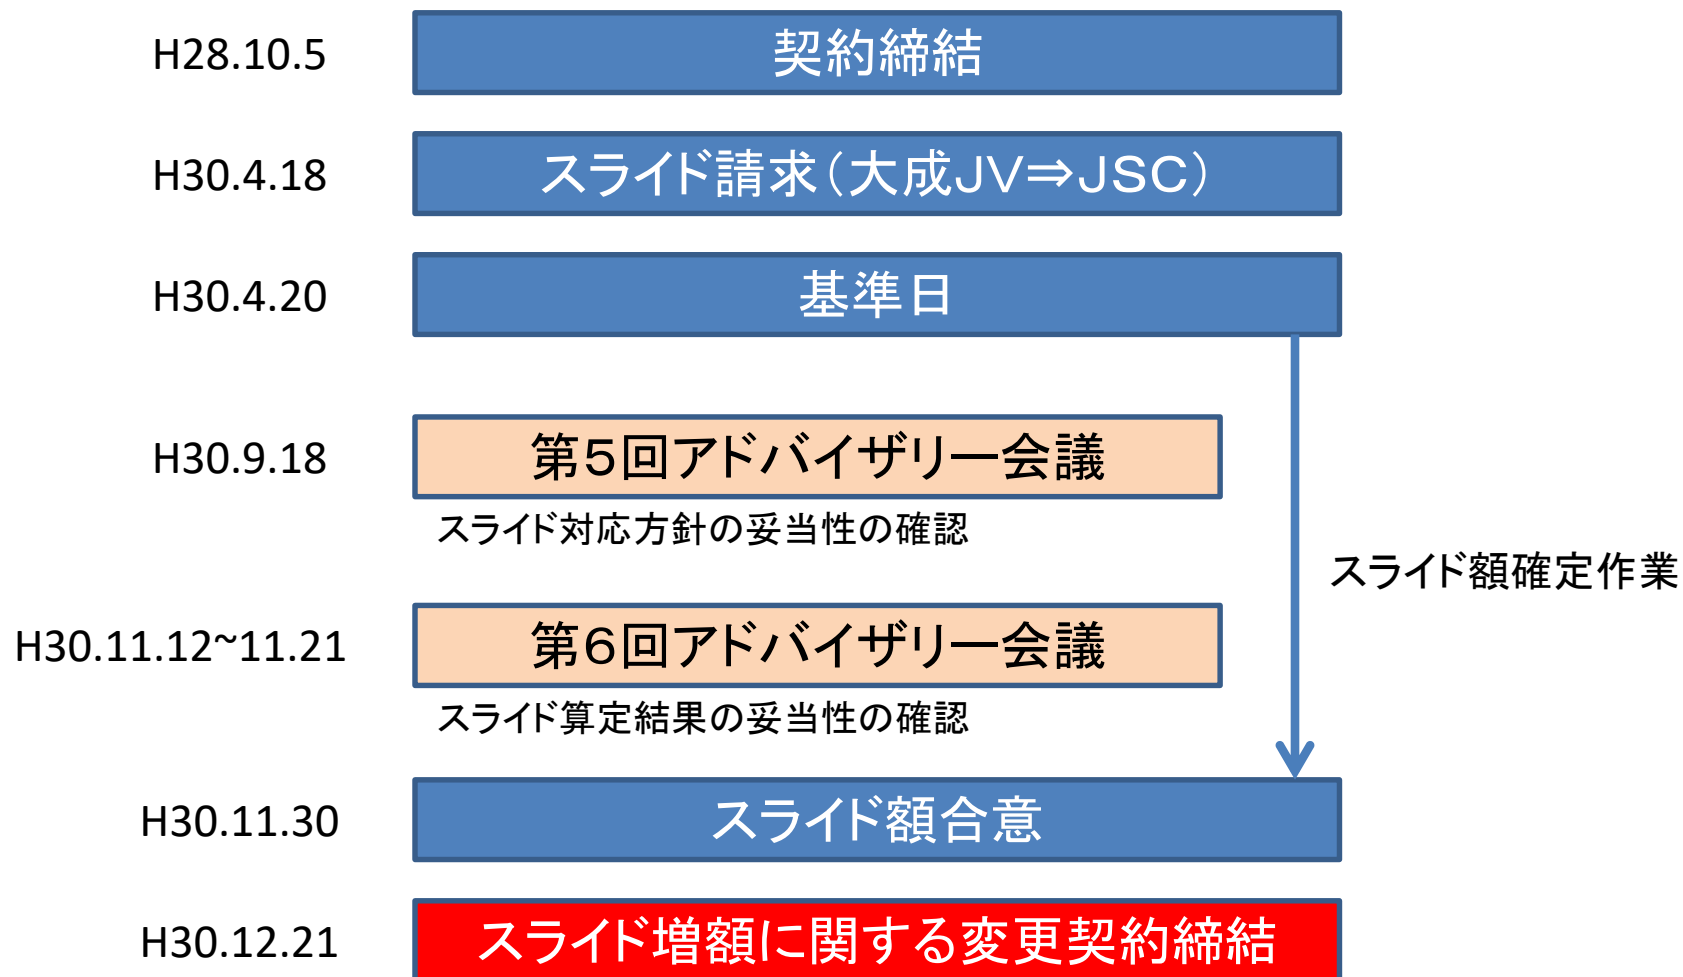 H28.10.5 契約締結
H30.4.18 スライド請求（大成JV⇒JSC）
H30.4.20 基準日
H30.9.18 第5回アドバイザリー会議
スライド対応方針の妥当性の確認
スライド額確定作業
H30.11.12~11.21 第6回アドバイザリー会議
スライド算定結果の妥当性の確認
H30.11.30 スライド額合意
H30.12.21 スライド増額に関する変更契約締結